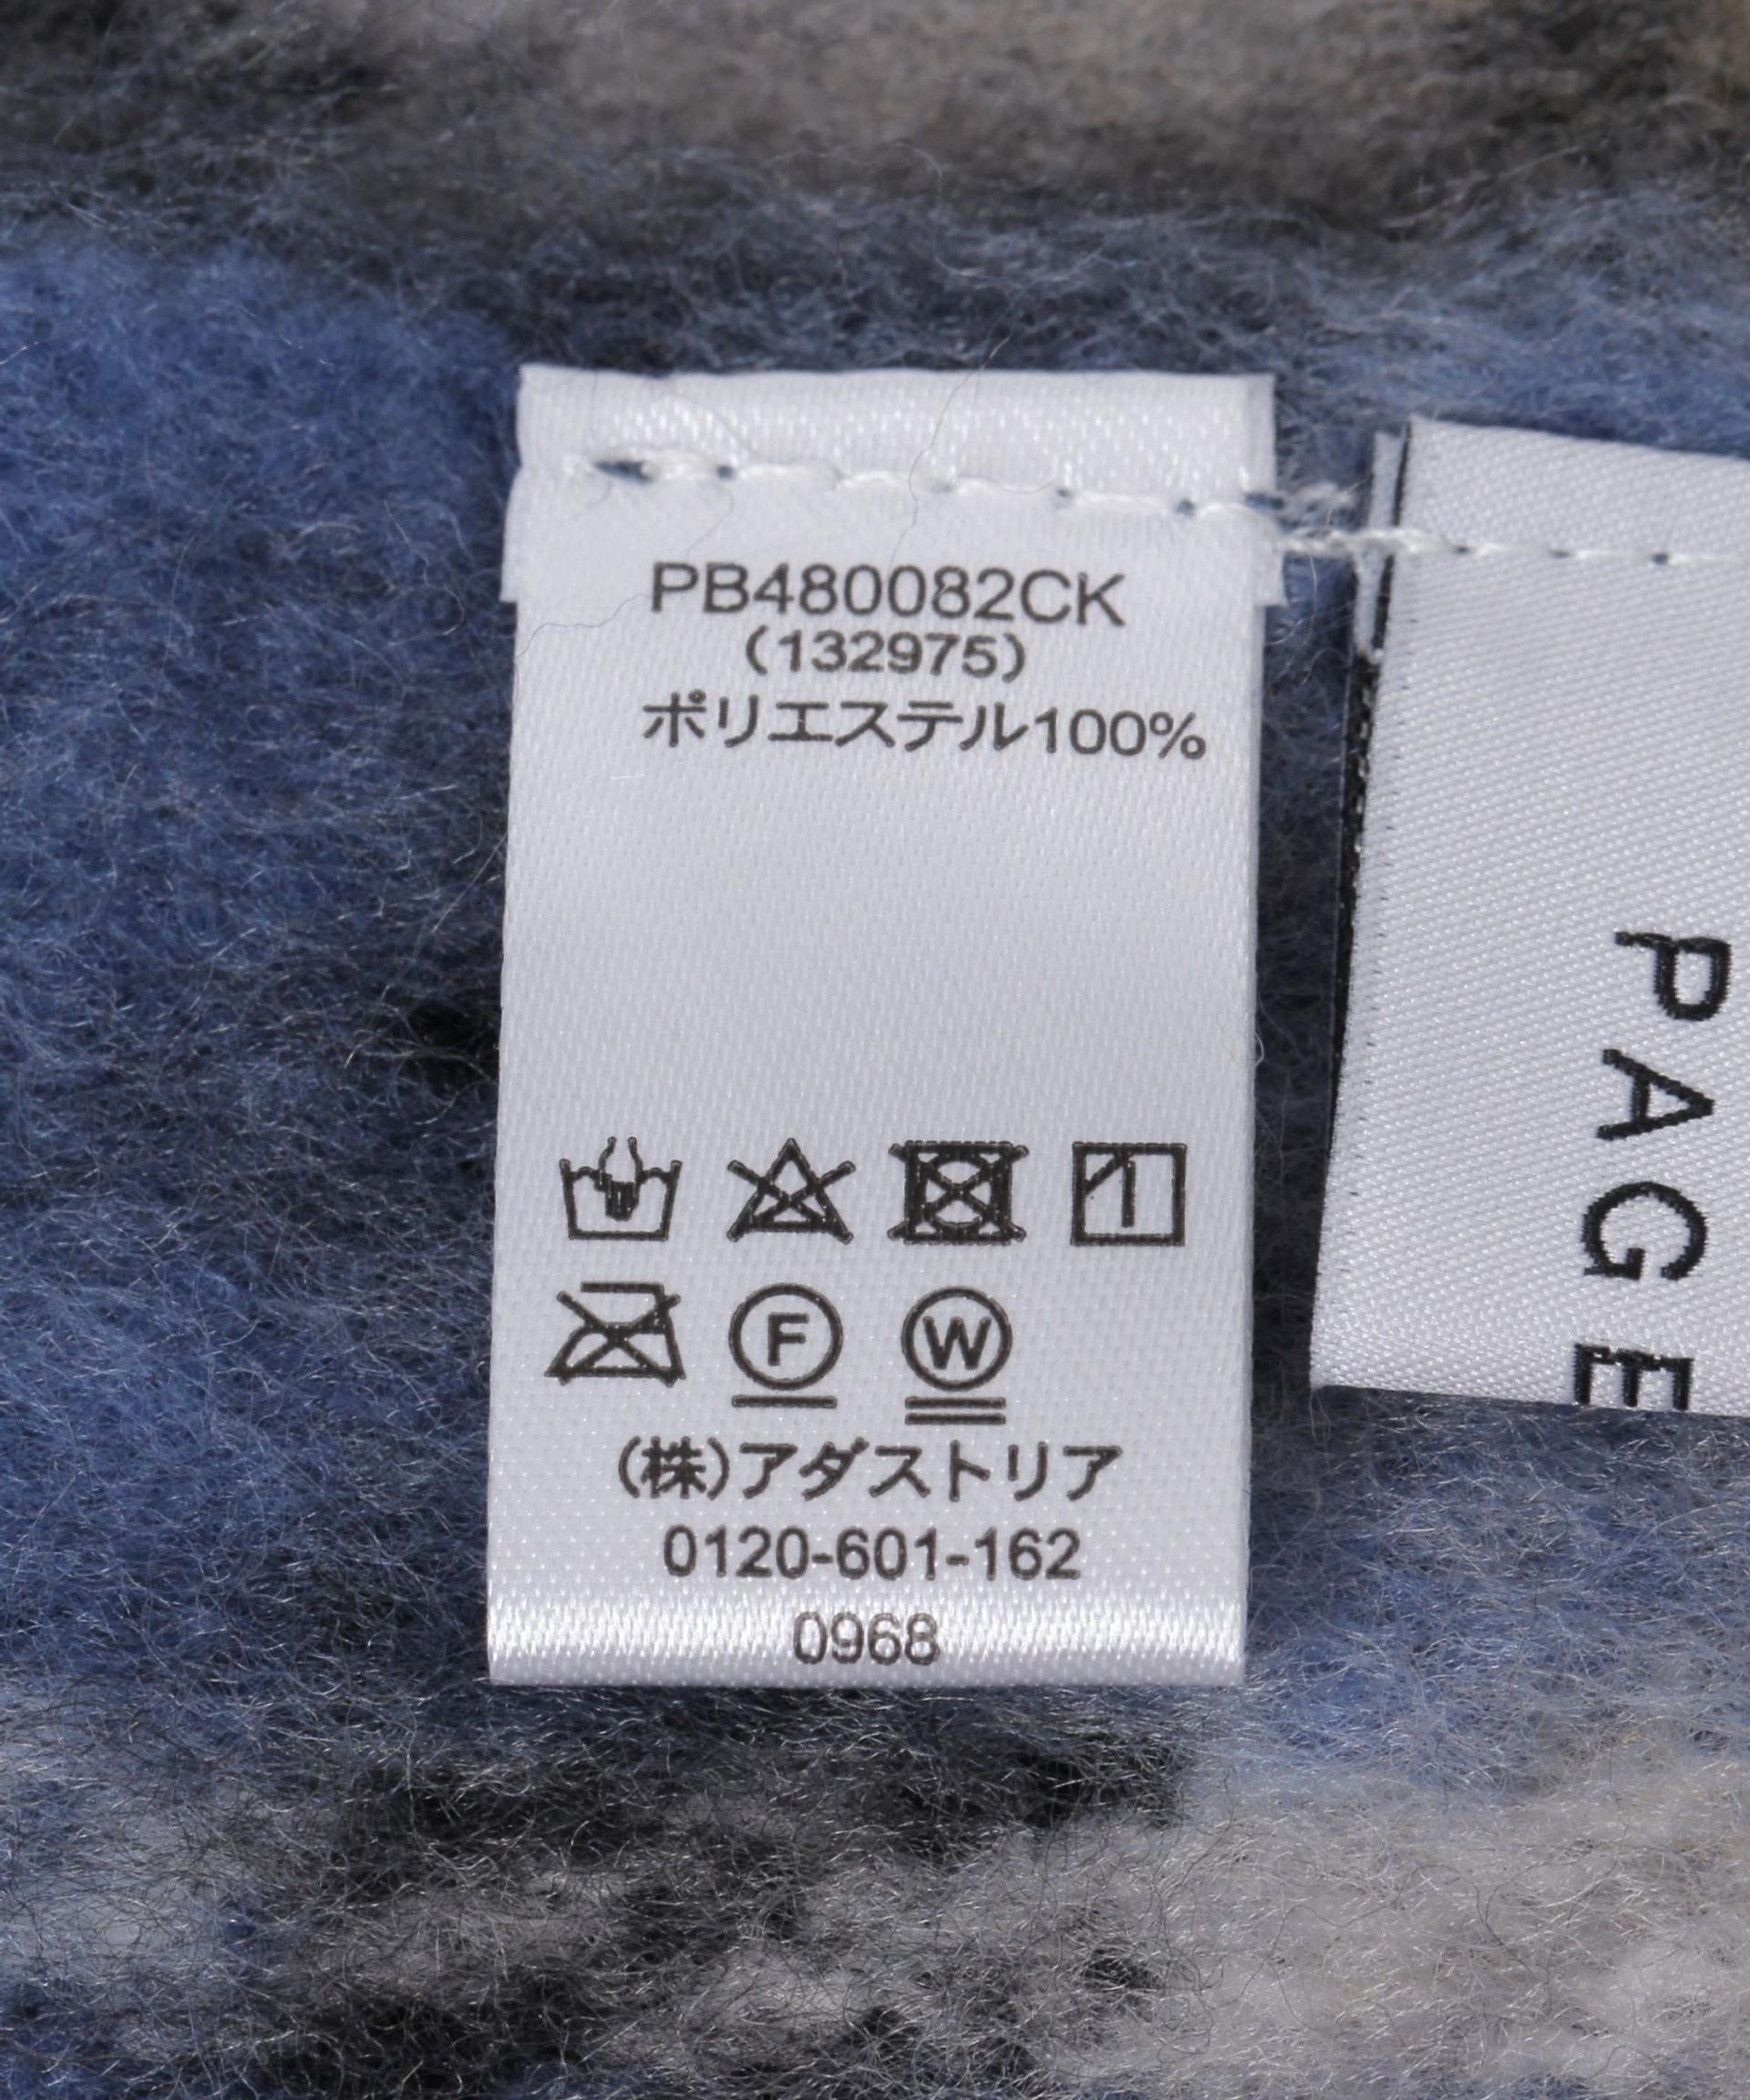 PB480082CK
(132975)
ポリエステル100%
F W
(株)アダストリア
0120-601-162
0968
PAGE